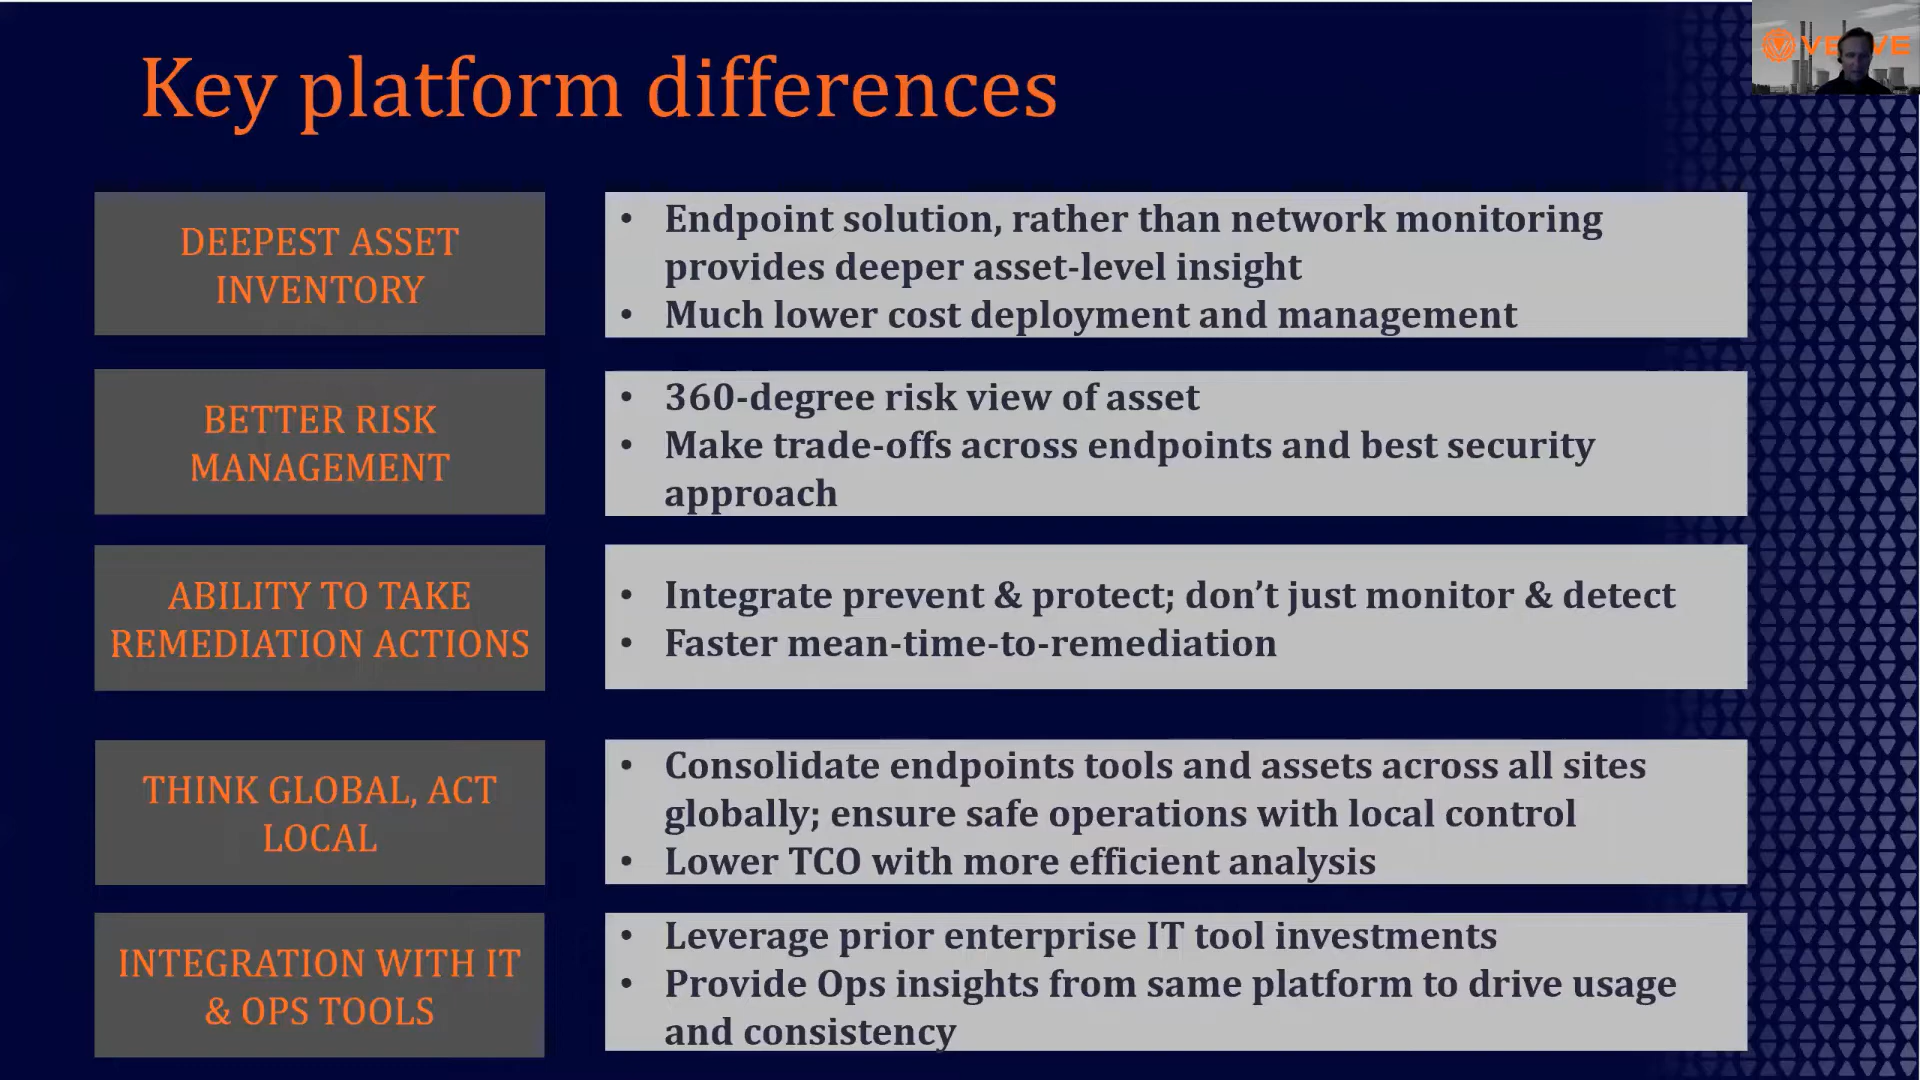 Key platform differences
DEEPEST ASSET
INVENTORY
• Endpoint solution, rather than network monitoring
provides deeper asset-level insight
• Much lower cost deployment and management
BETTER RISK
MANAGEMENT
• 360-degree risk view of asset
• Make trade-offs across endpoints and best security
approach
ABILITY TO TAKE
REMEDIATION ACTIONS
• Integrate prevent & protect; don’t just monitor & detect
• Faster mean-time-to-remediation
THINK GLOBAL, ACT
LOCAL
• Consolidate endpoints tools and assets across all sites
globally; ensure safe operations with local control
• Lower TCO with more efficient analysis
INTEGRATION WITH IT
& OPS TOOLS
• Leverage prior enterprise IT tool investments
• Provide Ops insights from same platform to drive usage
and consistency